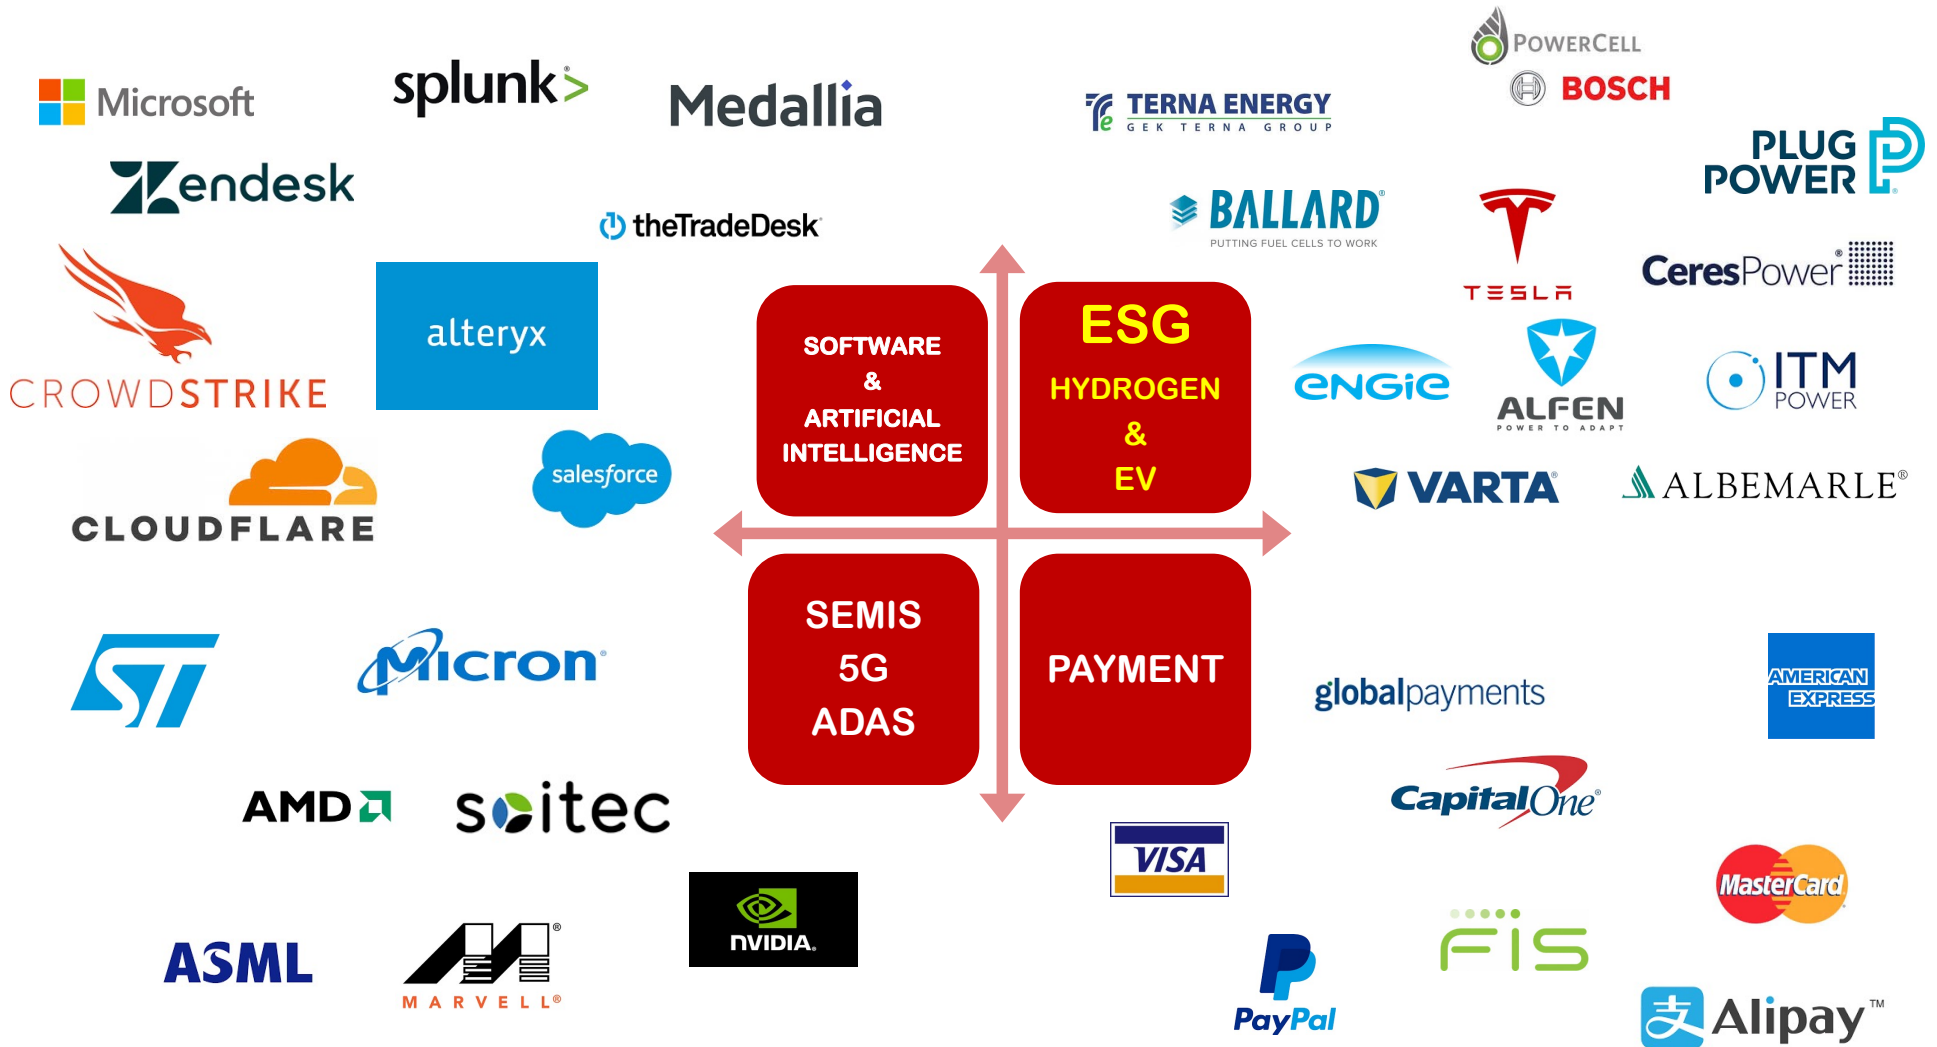 Microsoft
splunk>®
Medallia
zendesk
theTradeDesk
CROWDSTRIKE
alteryx
CLOUDFLARE
salesforce
POWERCELL
BOSCH
TERNA ENERGY
GEK TERNA GROUP
PLUG
POWER®
BALLARD®
PUTTING FUEL CELLS TO WORK
TESLA
CeresPower®
ENGIE
ALFEN
POWER TO ADAPT
ITM
POWER
VARTA®
ALBEMARLE®
SOFTWARE
&
ARTIFICIAL
INTELLIGENCE
ESG
HYDROGEN
&
EV
SEMIS
5G
ADAS
PAYMENT
ST
Micron®
AMD
soitec
NVIDIA®
ASML
MARVELL®
globalpayments
AMERICAN
EXPRESS
CapitalOne®
VISA
MasterCard
FIS
PayPal
支 Alipay™